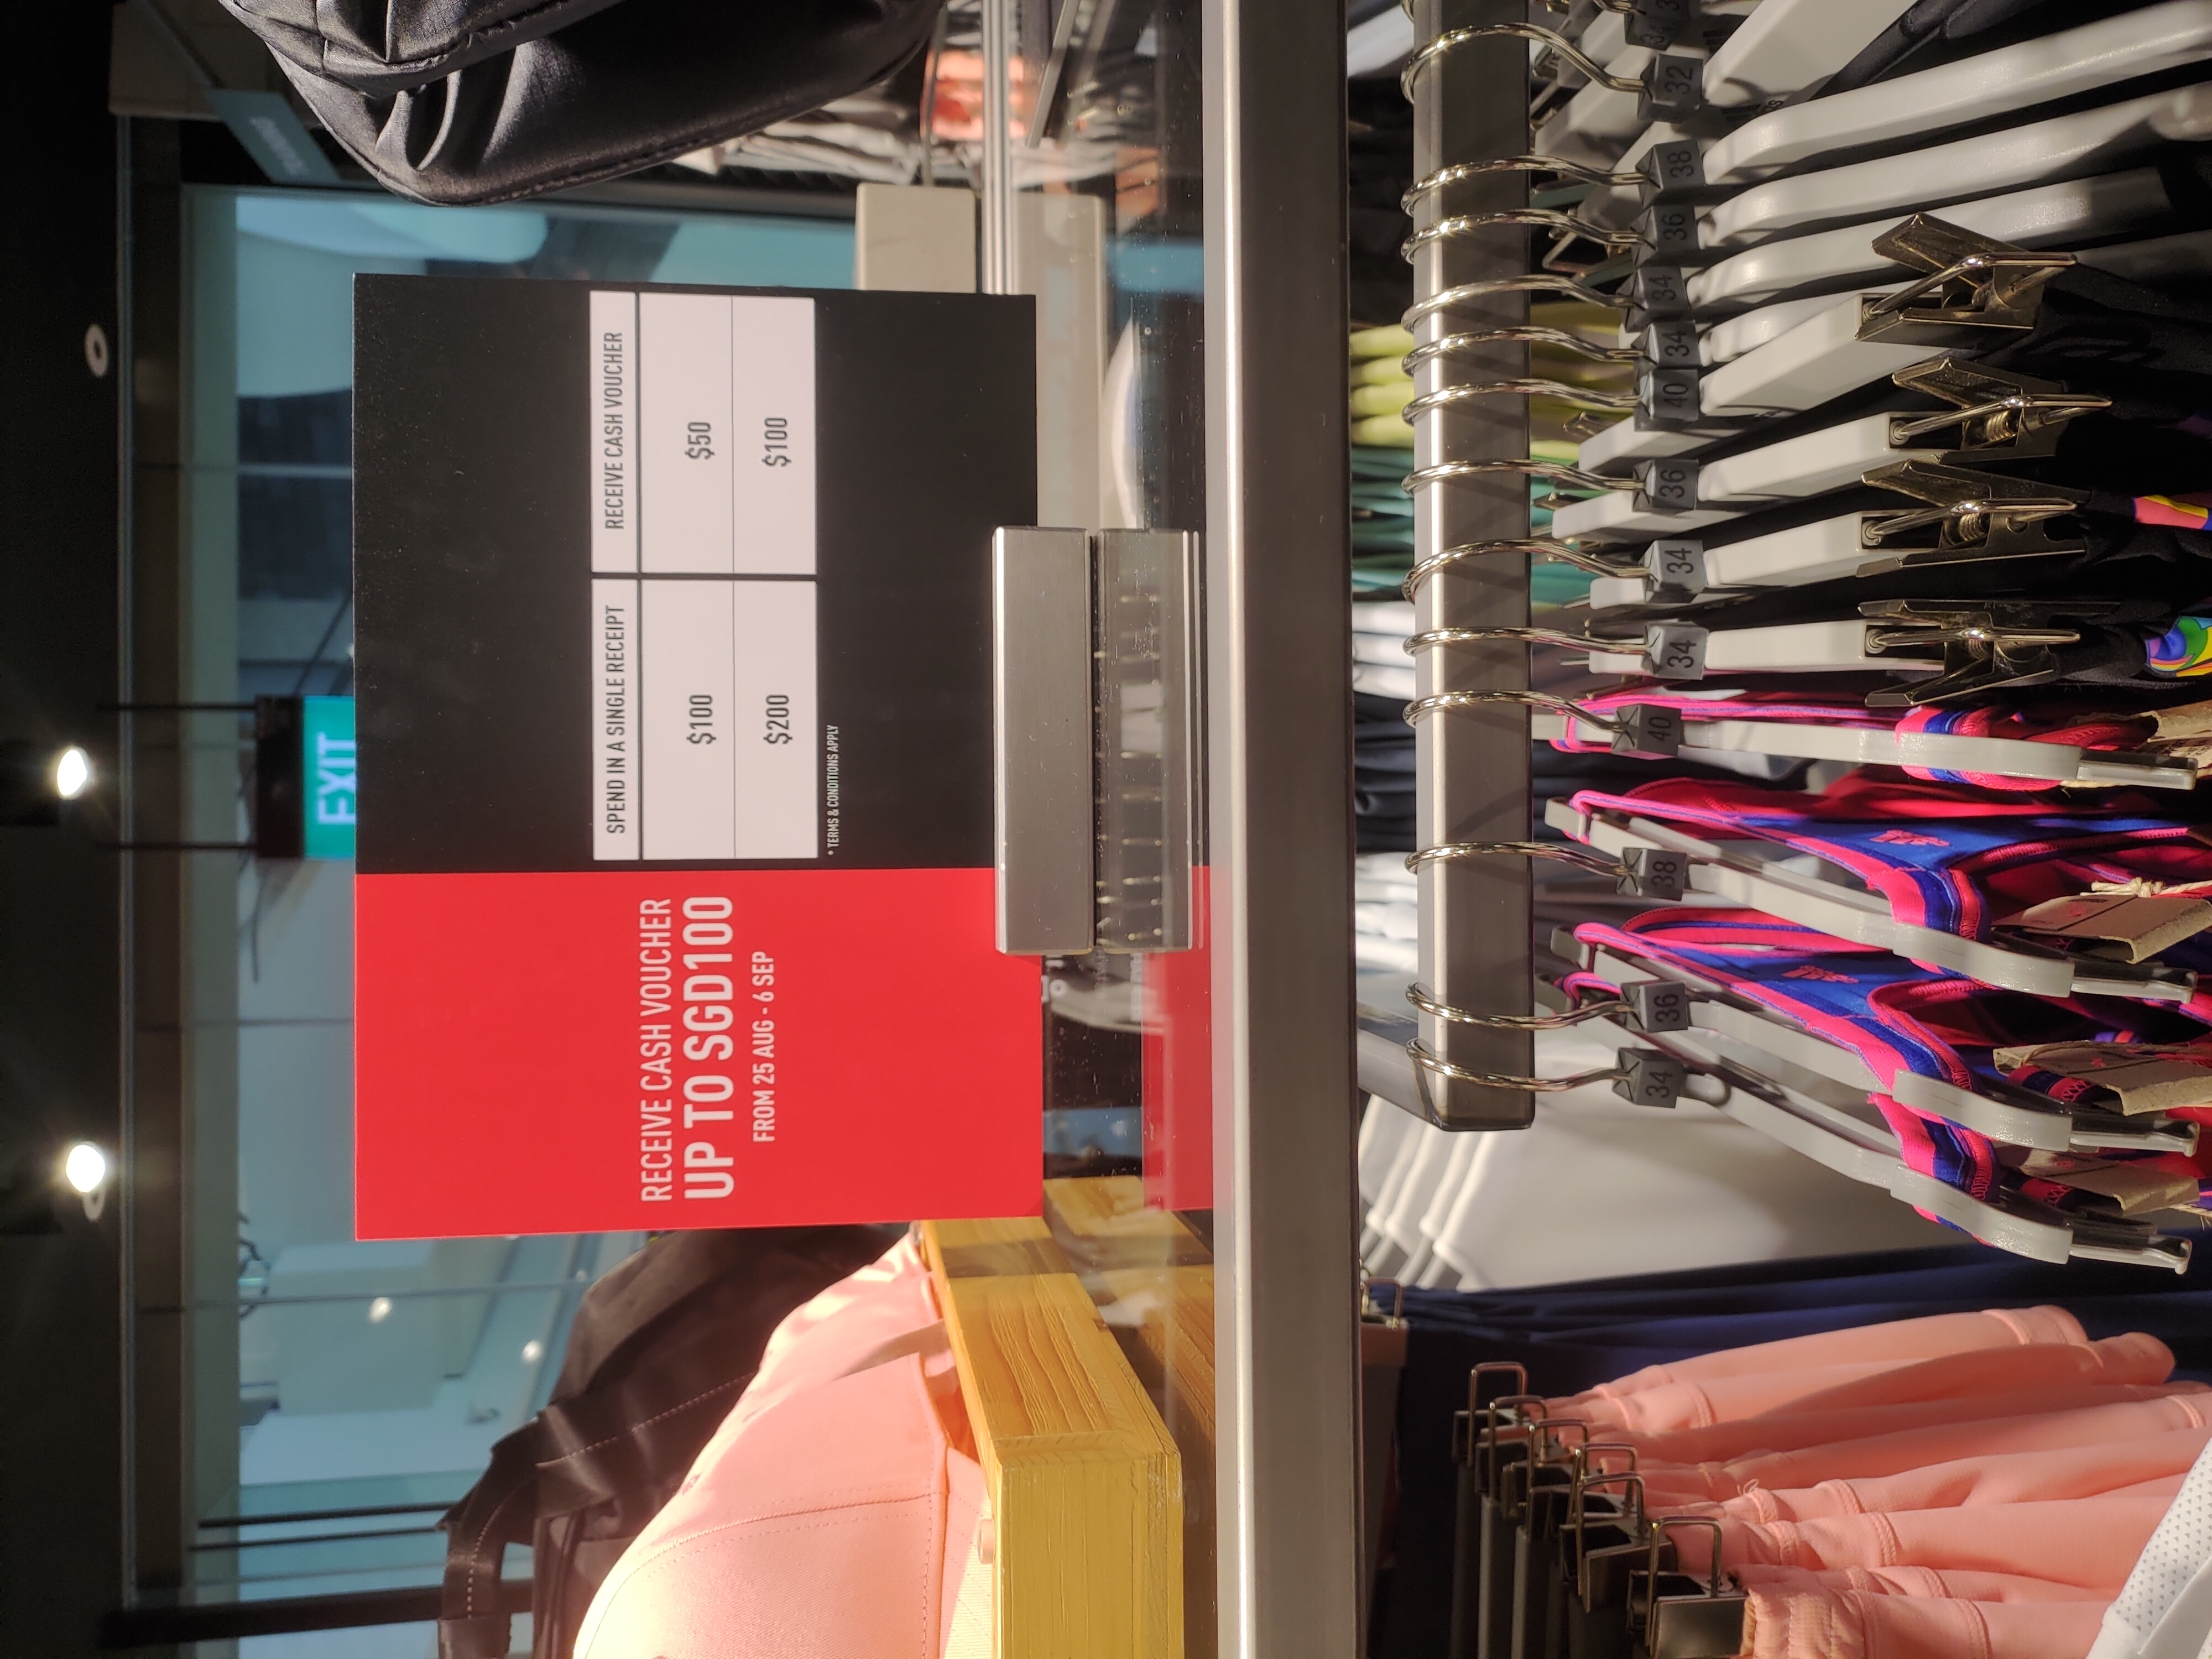 EXIT
RECEIVE CASH VOUCHER
UP TO SGD100
FROM 25 AUG - 6 SEP
SPEND IN A SINGLE RECEIPT RECEIVE CASH VOUCHER
$100 $50
$200 $100
* TERMS & CONDITIONS APPLY
34
36
38
40
34
34
36
40
34
34
36
38
32